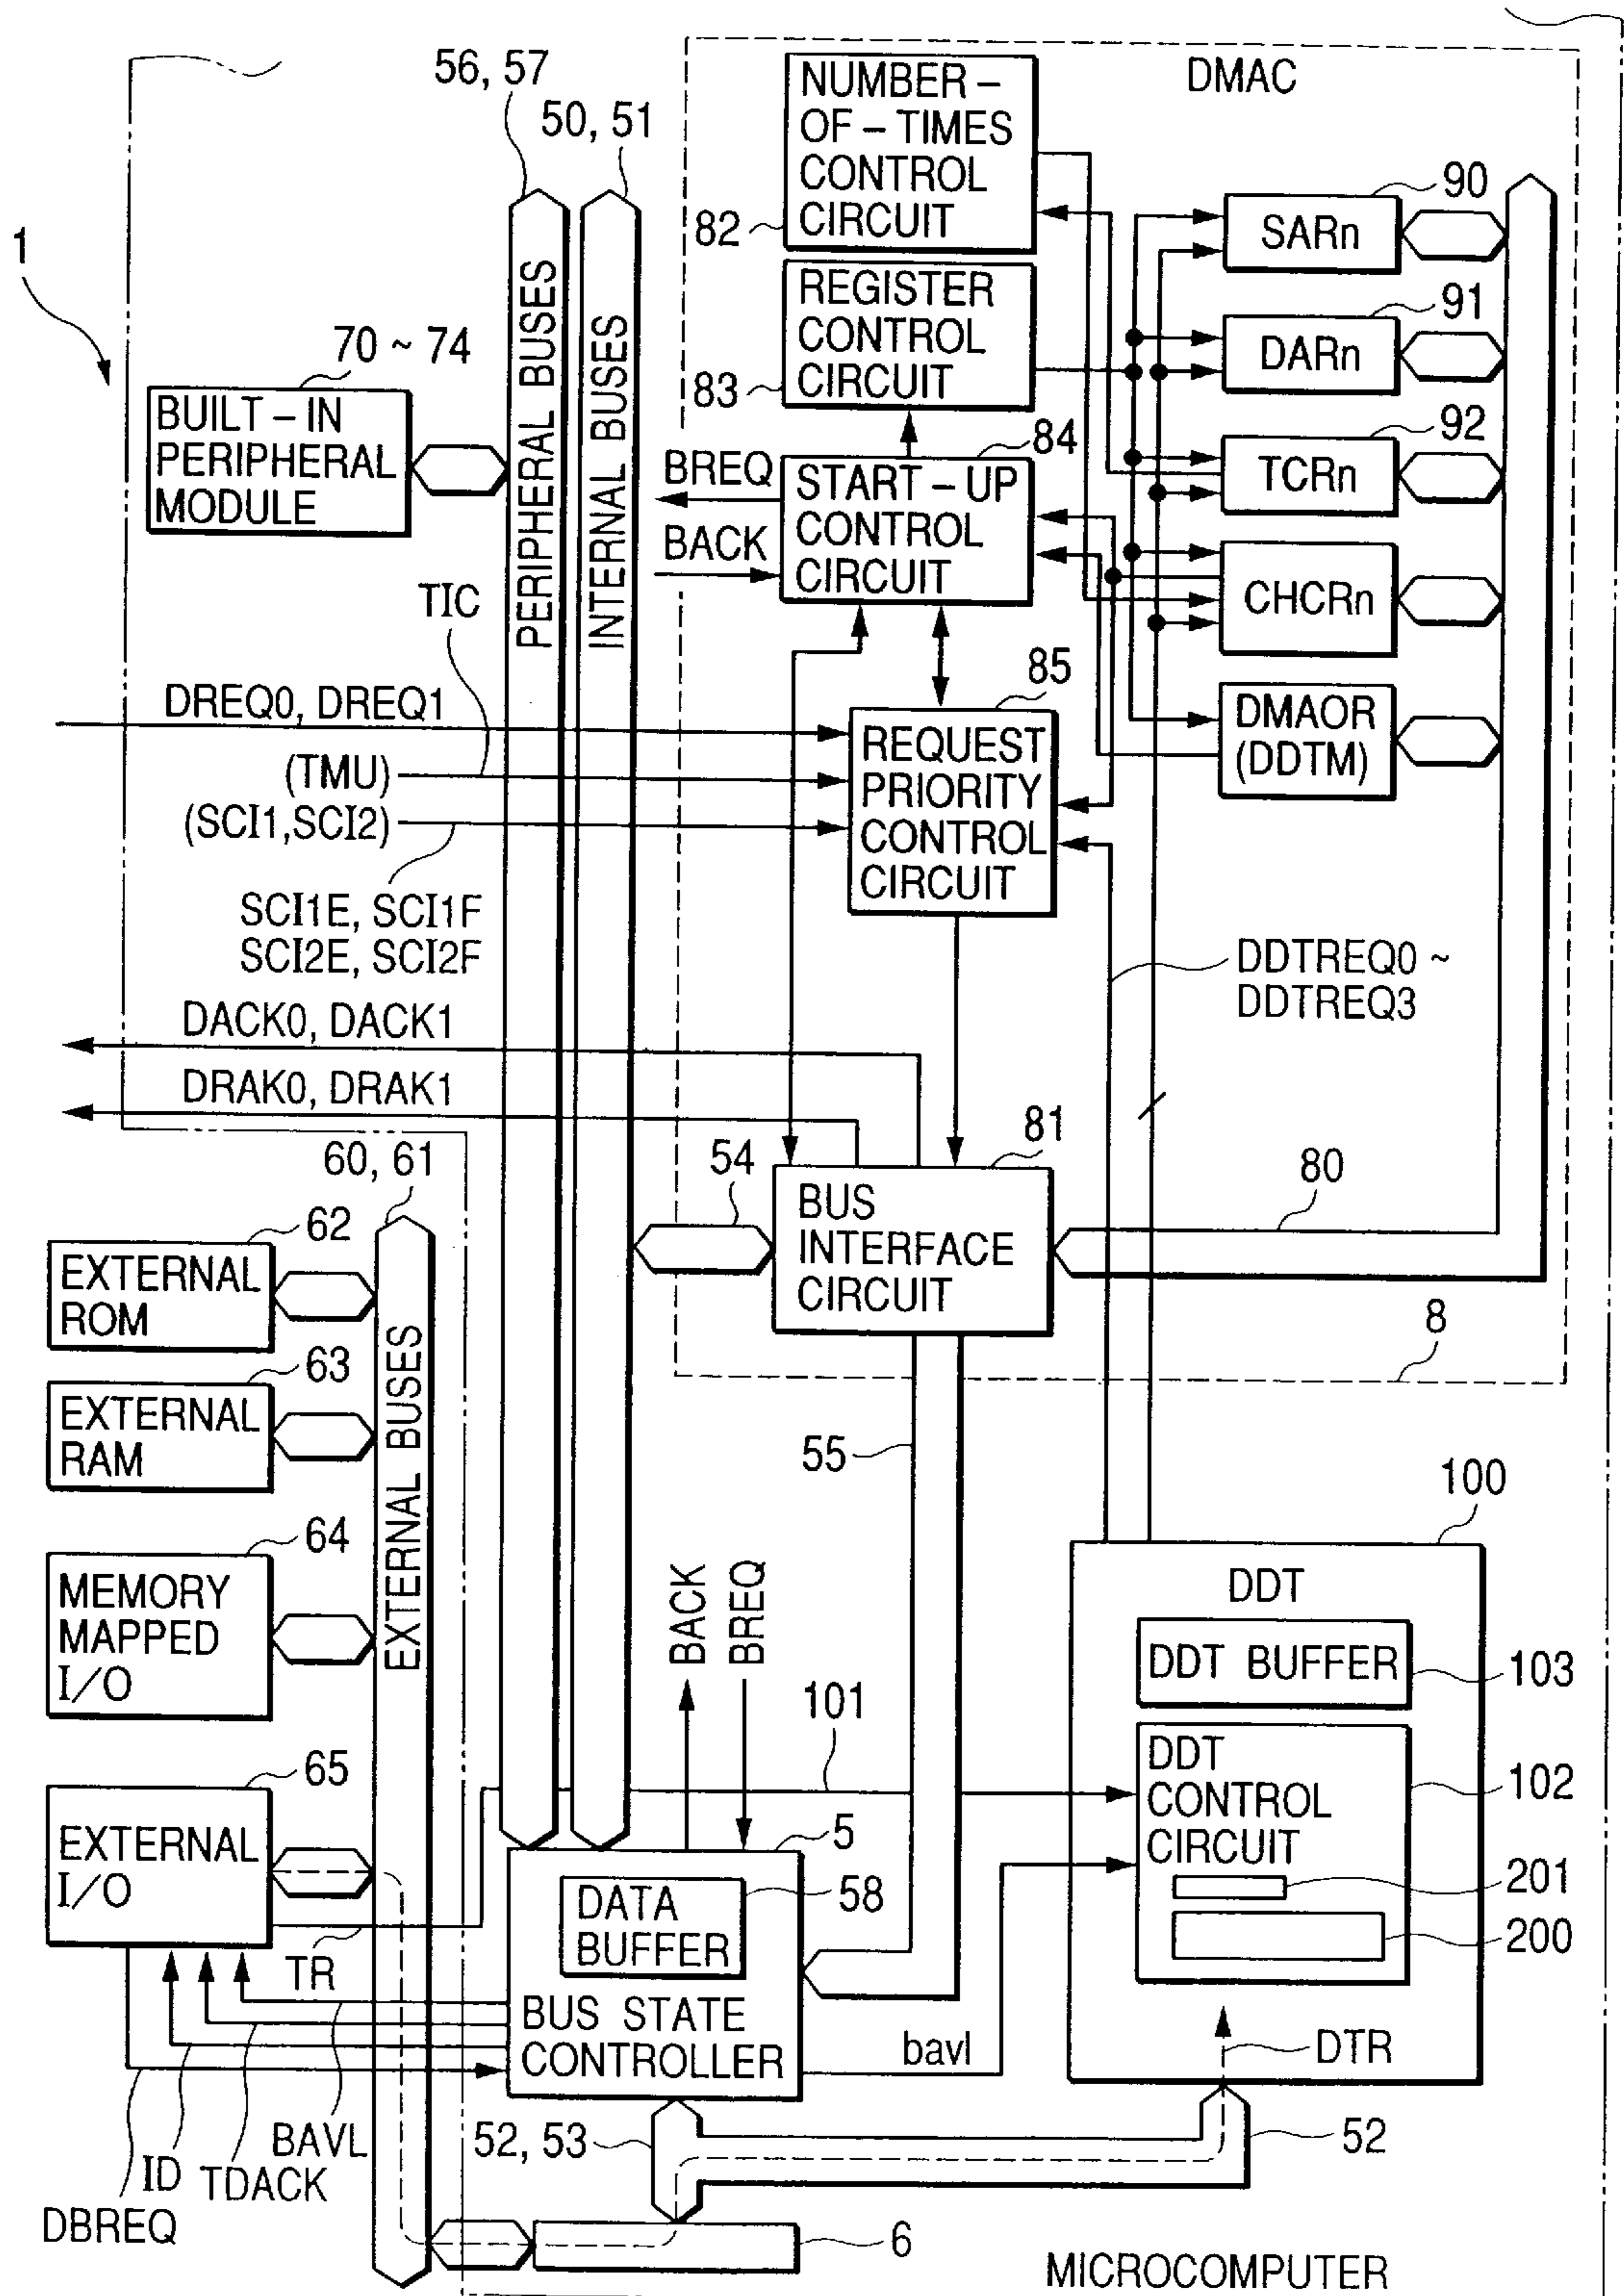 DMAC
56, 57
50, 51
NUMBER –
OF – TIMES
CONTROL
CIRCUIT
82
90
SARn
1
REGISTER
CONTROL
CIRCUIT
83
91
DARn
70 ~ 74
BUILT – IN
PERIPHERAL
MODULE
PERIPHERAL BUSES
INTERNAL BUSES
BREQ
BACK
84
START – UP
CONTROL
CIRCUIT
92
TCRn
CHCRn
TIC
85
DREQ0, DREQ1
(TMU)
(SCI1,SCI2)
REQUEST
PRIORITY
CONTROL
CIRCUIT
DMAOR
(DDTM)
SCI1E, SCI1F
SCI2E, SCI2F
DDTREQ0 ~
DDTREQ3
DACK0, DACK1
DRAK0, DRAK1
60, 61
54
81
BUS
INTERFACE
CIRCUIT
80
62
EXTERNAL
ROM
8
63
EXTERNAL
RAM
EXTERNAL BUSES
55
100
64
MEMORY
MAPPED
I/O
BACK
BREQ
DDT
DDT BUFFER
103
101
65
EXTERNAL
I/O
DDT
CONTROL
CIRCUIT
102
201
200
5
DATA
BUFFER
58
TR
BUS STATE
CONTROLLER
bavl
DTR
BAVL
ID
TDACK
DBREQ
52, 53
52
6
MICROCOMPUTER